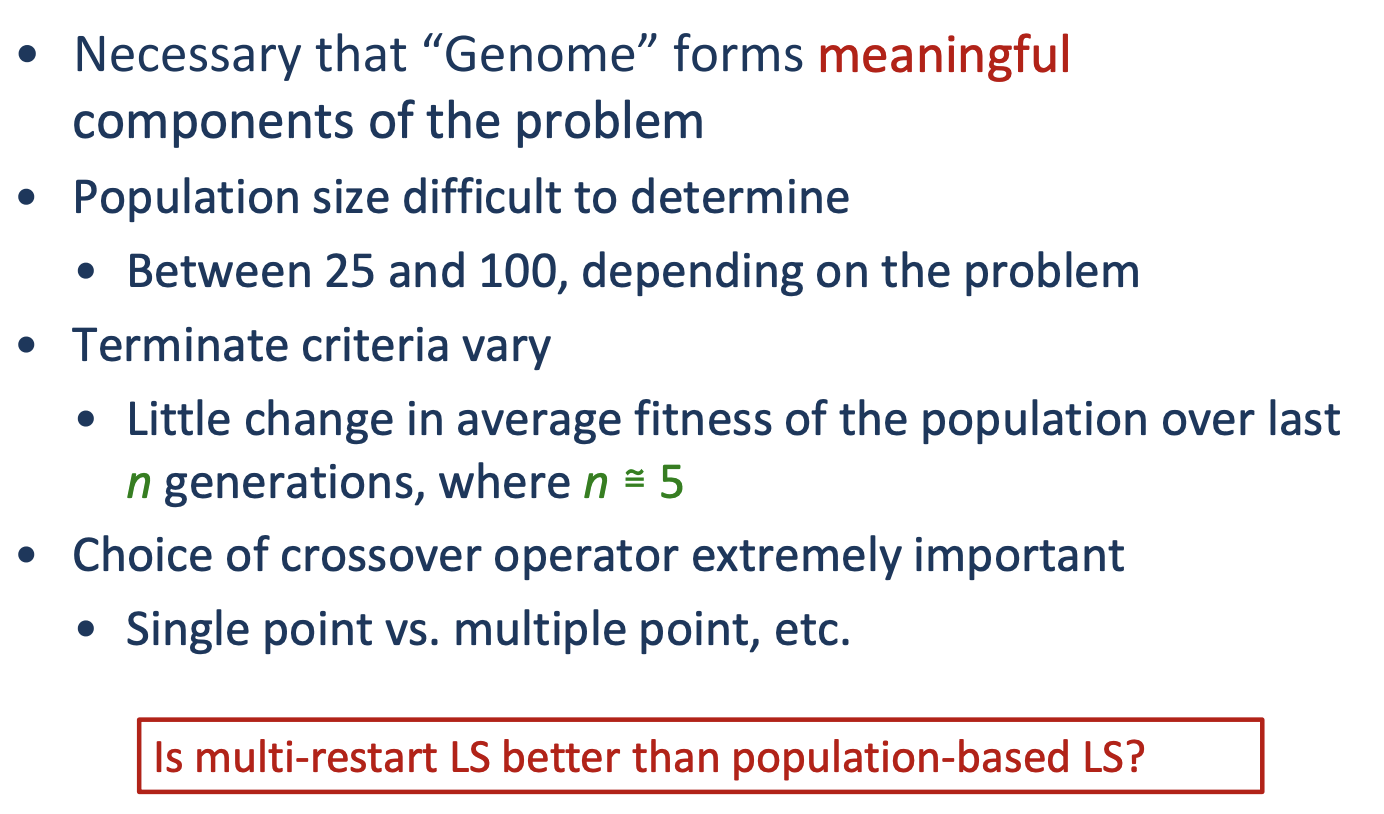 • Necessary that “Genome” forms meaningful
components of the problem
• Population size difficult to determine
• Between 25 and 100, depending on the problem
• Terminate criteria vary
• Little change in average fitness of the population over last
n generations, where n ≅ 5
• Choice of crossover operator extremely important
• Single point vs. multiple point, etc.
Is multi-restart LS better than population-based LS?